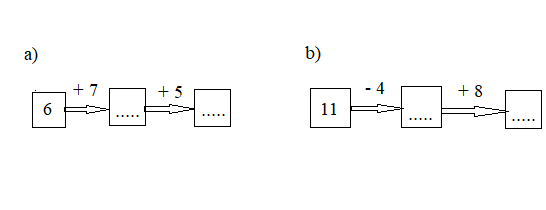 a)
+ 7 + 5
6 ..... .....
b)
- 4 + 8
11 ..... .....